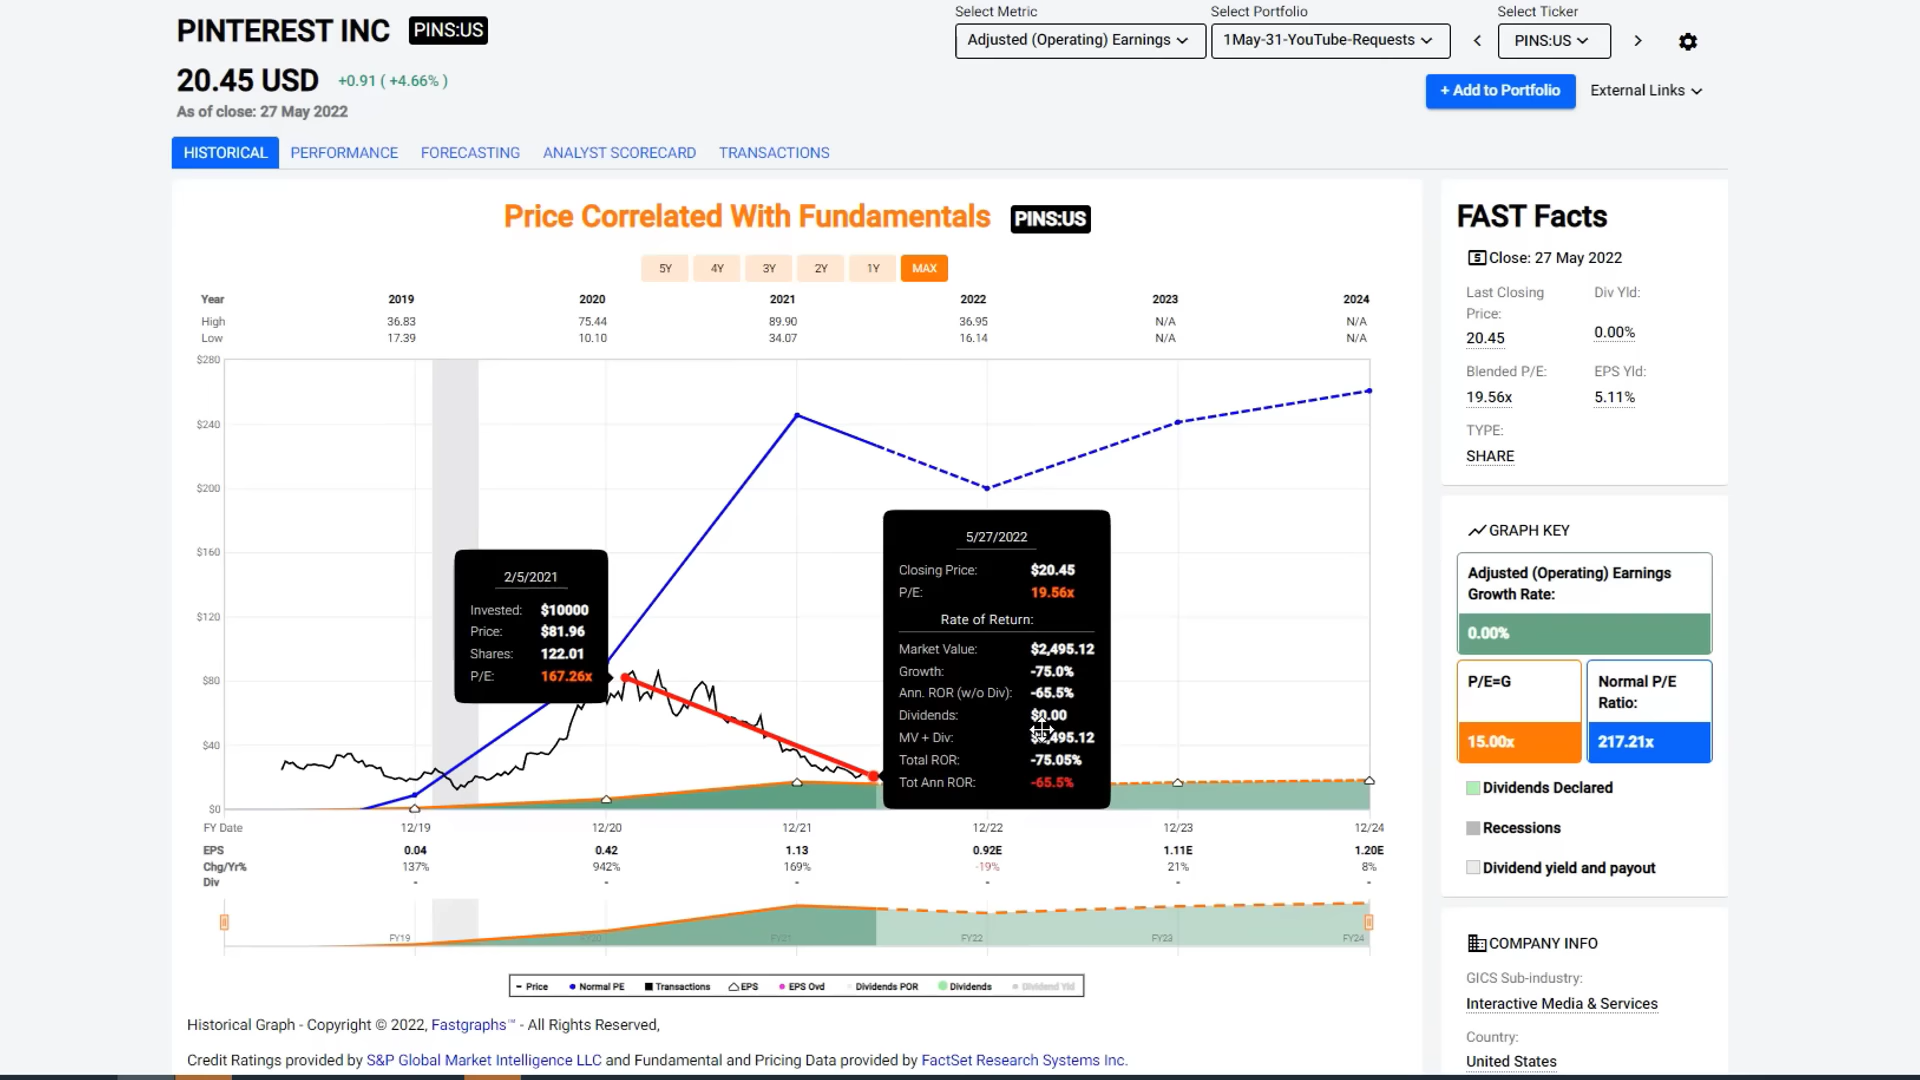 PINTEREST INC PINS:US
20.45 USD +0.91 ( +4.66% )
As of close: 27 May 2022
Select Metric
Adjusted (Operating) Earnings
Select Portfolio
1May-31-YouTube-Requests
Select Ticker
PINS:US
+ Add to Portfolio
External Links
HISTORICAL PERFORMANCE FORECASTING ANALYST SCORECARD TRANSACTIONS
Price Correlated With Fundamentals PINS:US
5Y 4Y 3Y 2Y 1Y MAX
Year 2019 2020 2021 2022 2023 2024
High 36.83 75.44 89.90 36.95 N/A N/A
Low 17.39 10.10 34.07 16.14 N/A N/A
$280
$240
$200
$160
$120
$80
$40
$0
2/5/2021
Invested: $10000
Price: $81.96
Shares: 122.01
P/E: 167.26x
5/27/2022
Closing Price: $20.45
P/E: 19.56x
Rate of Return:
Market Value: $2,495.12
Growth: -75.0%
Ann. ROR (w/o Div): -65.5%
Dividends: $0.00
MV + Div: $2,495.12
Total ROR: -75.05%
Tot Ann ROR: -65.5%
FY Date 12/19 12/20 12/21 12/22 12/23 12/24
EPS 0.04 0.42 1.13 0.92E 1.11E 1.20E
Chg/Yr% 137% 942% 169% -19% 21% 8%
Div - - - - - -
FY19 FY20 FY21 FY22 FY23 FY24
Price Normal PE Transactions EPS EPS Ovd Dividends POR Dividends Dividend Yld
Historical Graph - Copyright © 2022, Fastgraphs™ - All Rights Reserved,
Credit Ratings provided by S&P Global Market Intelligence LLC and Fundamental and Pricing Data provided by FactSet Research Systems Inc.
FAST Facts
Close: 27 May 2022
Last Closing Price:
20.45
Div Yld:
0.00%
Blended P/E:
19.56x
EPS Yld:
5.11%
TYPE:
SHARE
GRAPH KEY
Adjusted (Operating) Earnings
Growth Rate:
0.00%
P/E=G
15.00x
Normal P/E
Ratio:
217.21x
Dividends Declared
Recessions
Dividend yield and payout
COMPANY INFO
GICS Sub-industry:
Interactive Media & Services
Country:
United States